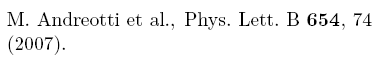 M. Andreotti et al., Phys. Lett. B 654, 74
(2007).